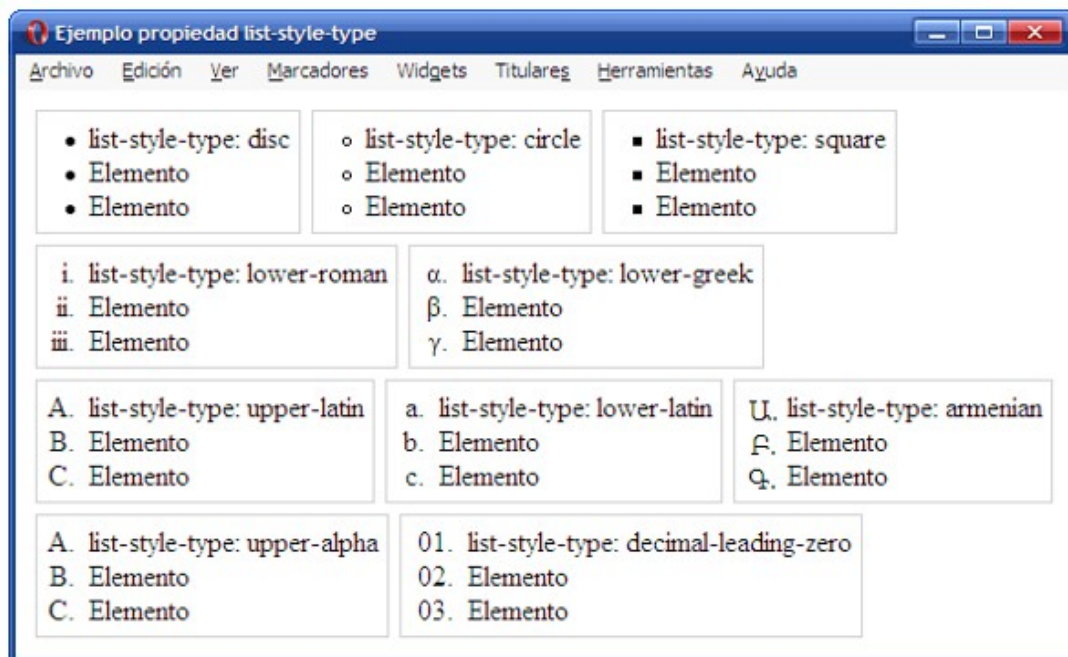 Ejemplo propiedad list-style-type
Archivo Edición Ver Marcadores Widgets Titulares Herramientas Ayuda
• list-style-type: disc
• Elemento
• Elemento
◦ list-style-type: circle
◦ Elemento
◦ Elemento
▪ list-style-type: square
▪ Elemento
▪ Elemento
i. list-style-type: lower-roman
ii. Elemento
iii. Elemento
α. list-style-type: lower-greek
β. Elemento
γ. Elemento
A. list-style-type: upper-latin
B. Elemento
C. Elemento
a. list-style-type: lower-latin
b. Elemento
c. Elemento
Ա. list-style-type: armenian
Բ. Elemento
Գ. Elemento
A. list-style-type: upper-alpha
B. Elemento
C. Elemento
01. list-style-type: decimal-leading-zero
02. Elemento
03. Elemento